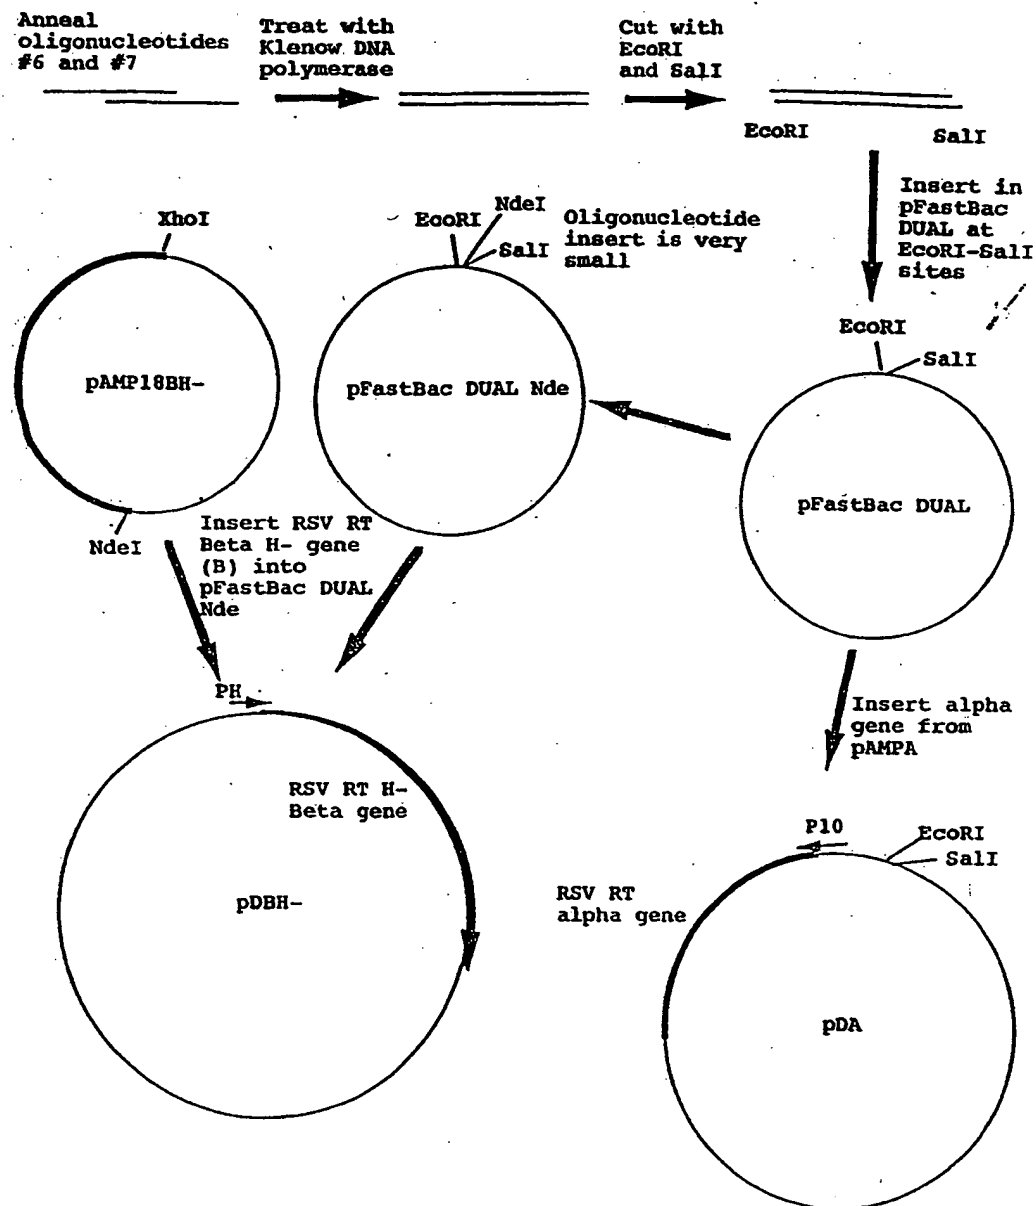 Anneal
oligonucleotides
#6 and #7
Treat with
Klenow DNA
polymerase
Cut with
EcoRI
and SalI
EcoRI
SalI
Insert in
pFastBac
DUAL at
EcoRI-SalI
sites
XhoI
pAMP18BH-
NdeI
EcoRI
NdeI
SalI
Oligonucleotide
insert is very
small
pFastBac DUAL Nde
EcoRI
SalI
pFastBac DUAL
Insert RSV RT
Beta H- gene
(B) into
pFastBac DUAL
Nde
Insert alpha
gene from
pAMPA
PH
RSV RT H-
Beta gene
pDBH-
P10
EcoRI
SalI
RSV RT
alpha gene
pDA